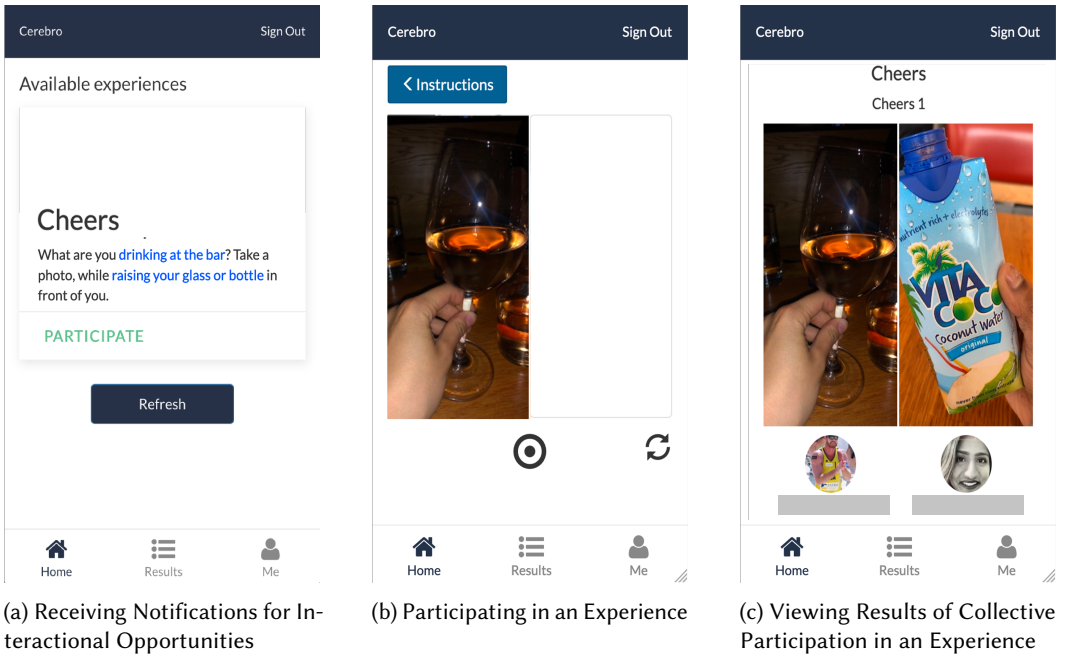 Cerebro Sign Out
Available experiences
Cheers
What are you drinking at the bar? Take a
photo, while raising your glass or bottle in
front of you.
PARTICIPATE
Refresh
Home Results Me
(a) Receiving Notifications for In-
teractional Opportunities
Cerebro Sign Out
Instructions
Home Results Me
(b) Participating in an Experience
Cerebro Sign Out
Cheers
Cheers 1
nutrient rich + electrolytes
VITA
COCO
Coconut Water
original
Home Results Me
(c) Viewing Results of Collective
Participation in an Experience